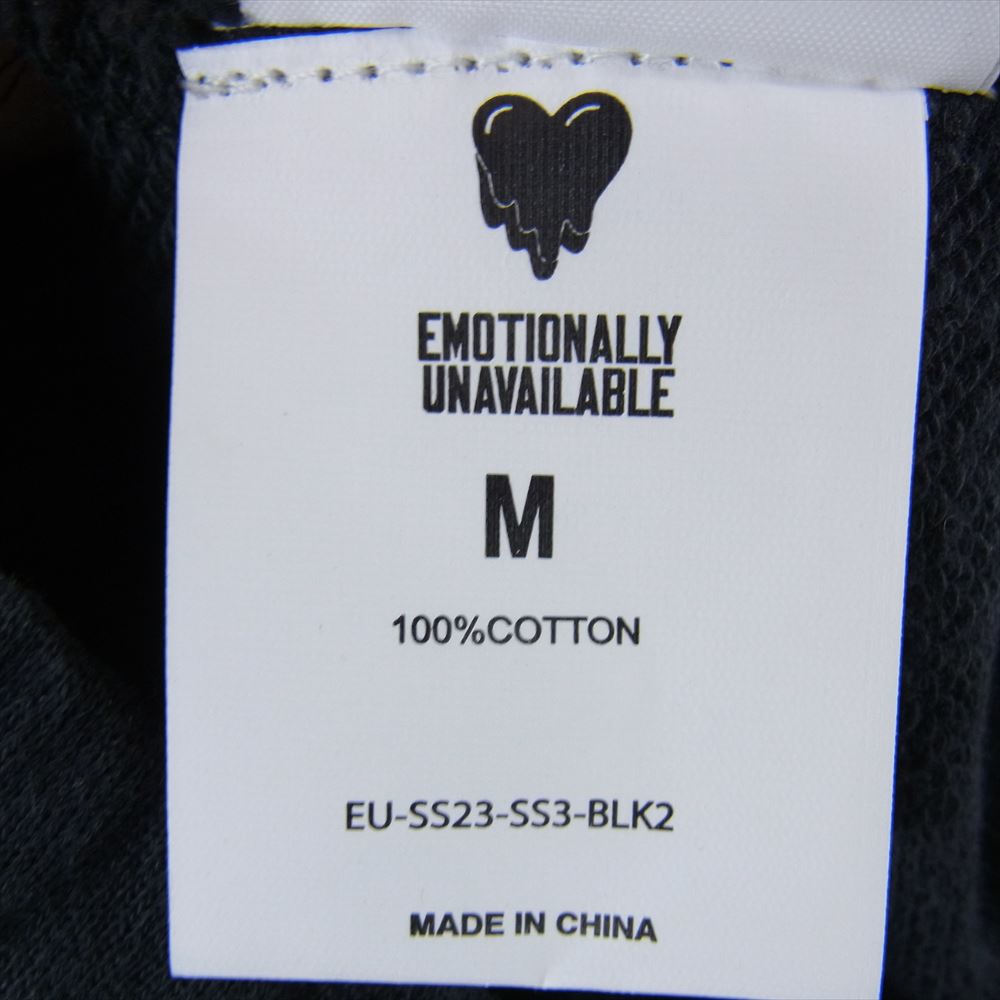 EMOTIONALLY
UNAVAILABLE
M
100%COTTON
EU-SS23-SS3-BLK2
MADE IN CHINA